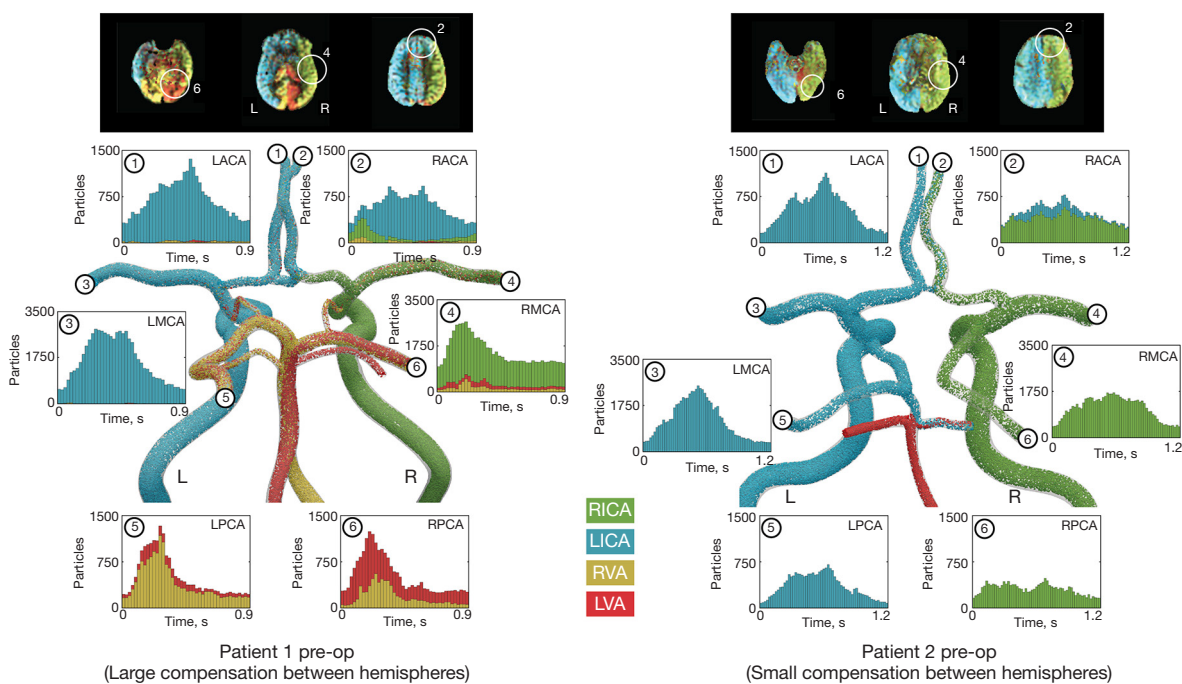 2
4
6
L
R
1500
750
0
Particles
1
LACA
0
0.9
Time, s
1
2
1500
750
0
Particles
2
RACA
0
0.9
Time, s
3
4
3500
1750
0
Particles
3
LMCA
0
0.9
Time, s
3500
1750
0
Particles
4
RMCA
0
0.9
Time, s
5
6
L
R
1500
750
0
Particles
5
LPCA
0
0.9
Time, s
1500
750
0
Particles
6
RPCA
0
0.9
Time, s
Patient 1 pre-op
(Large compensation between hemispheres)
RICA
LICA
RVA
LVA
2
4
6
L
R
1500
750
0
Particles
1
LACA
0
1.2
Time, s
1
2
1500
750
0
Particles
2
RACA
0
1.2
Time, s
3
4
3500
1750
0
Particles
3
LMCA
0
1.2
Time, s
3500
1750
0
Particles
4
RMCA
0
1.2
Time, s
5
6
L
R
1500
750
0
Particles
5
LPCA
0
1.2
Time, s
1500
750
0
Particles
6
RPCA
0
1.2
Time, s
Patient 2 pre-op
(Small compensation between hemispheres)